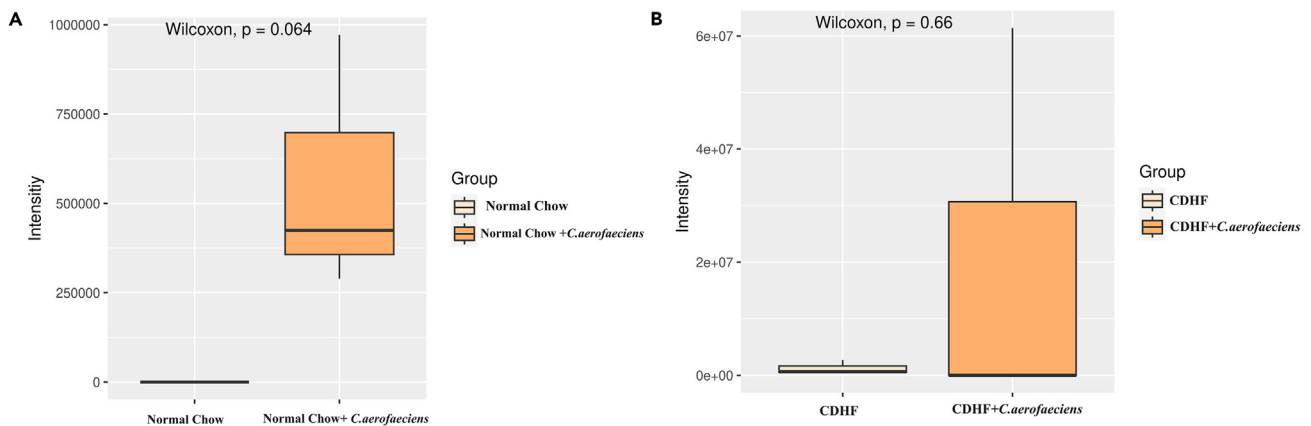 A
Wilcoxon, p = 0.064
1000000
750000
500000
250000
0
Intensitiy
Normal Chow
Normal Chow+ C.aerofaeciens
Group
Normal Chow
Normal Chow +C.aerofaeciens
B
Wilcoxon, p = 0.66
6e+07
4e+07
2e+07
0e+00
Intensity
CDHF
CDHF+C.aerofaeciens
Group
CDHF
CDHF+C.aerofaeciens